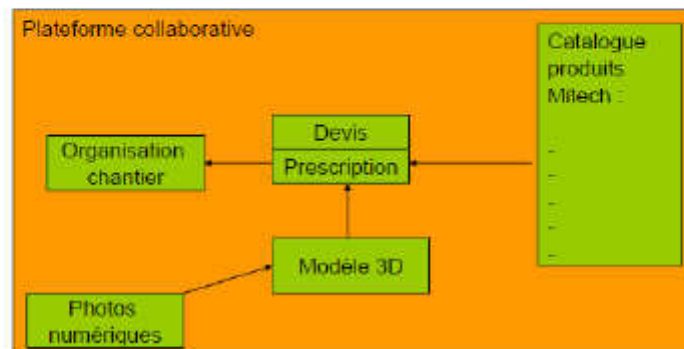 Plateforme collaborative
Catalogue
produits
Mitech :
-
-
-
-
-
Devis
Prescription
Organisation
chantier
Modèle 3D
Photos
numériques